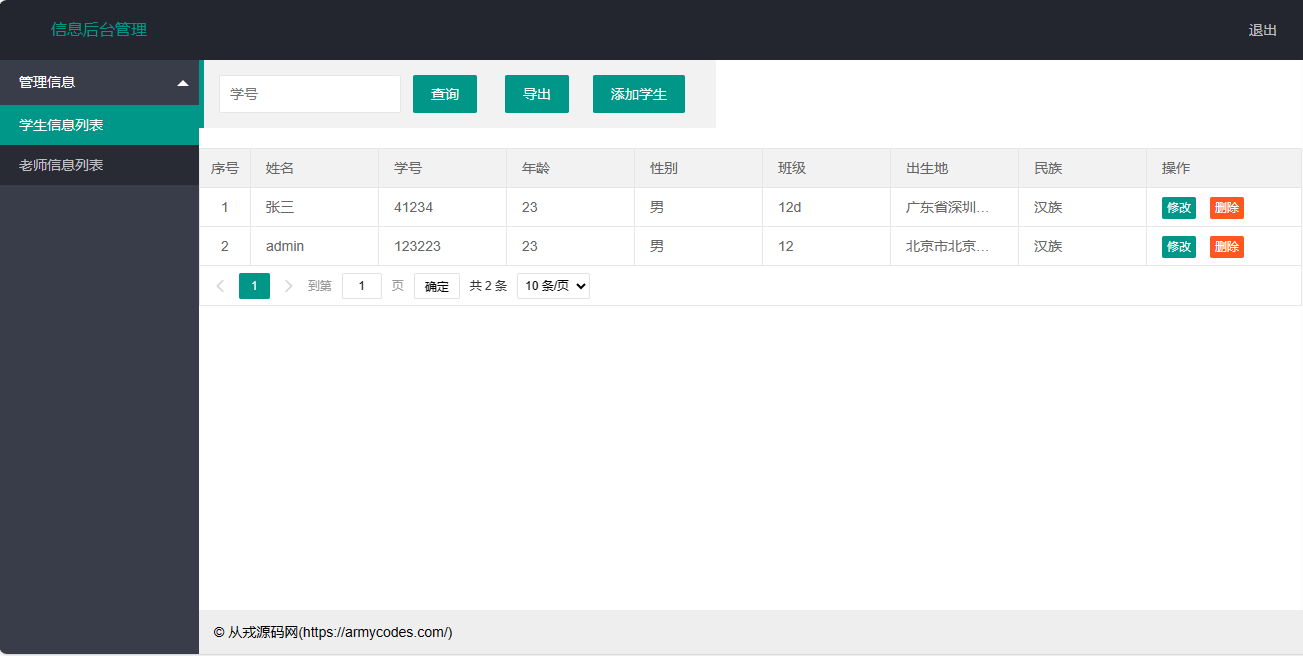 信息后台管理
退出
管理信息
学生信息列表
老师信息列表
学号 查询 导出 添加学生
序号 姓名 学号 年龄 性别 班级 出生地 民族 操作
1 张三 41234 23 男 12d 广东省深圳… 汉族 修改 删除
2 admin 123223 23 男 12 北京市北京… 汉族 修改 删除
1 到第 1 页 确定 共 2 条 10 条/页
© 从戎源码网(https://armycodes.com/)